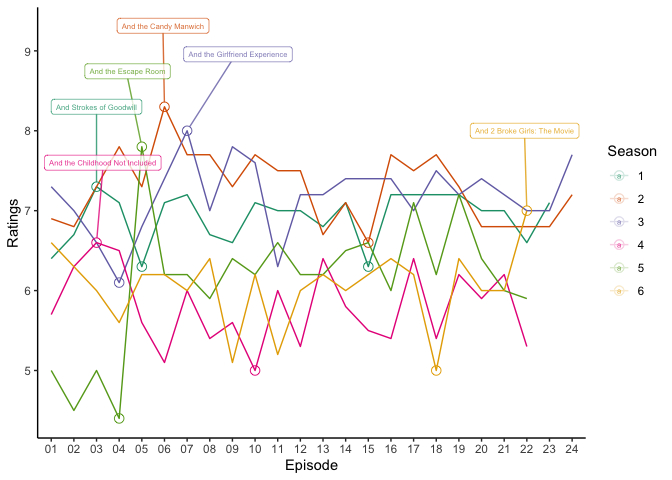 And the Candy Manwich
And the Girlfriend Experience
And the Escape Room
And Strokes of Goodwill
And 2 Broke Girls: The Movie
And the Childhood Not Included
9
8
7
6
5
Ratings
01 02 03 04 05 06 07 08 09 10 11 12 13 14 15 16 17 18 19 20 21 22 23 24
Episode
Season
a 1
a 2
a 3
a 4
a 5
a 6